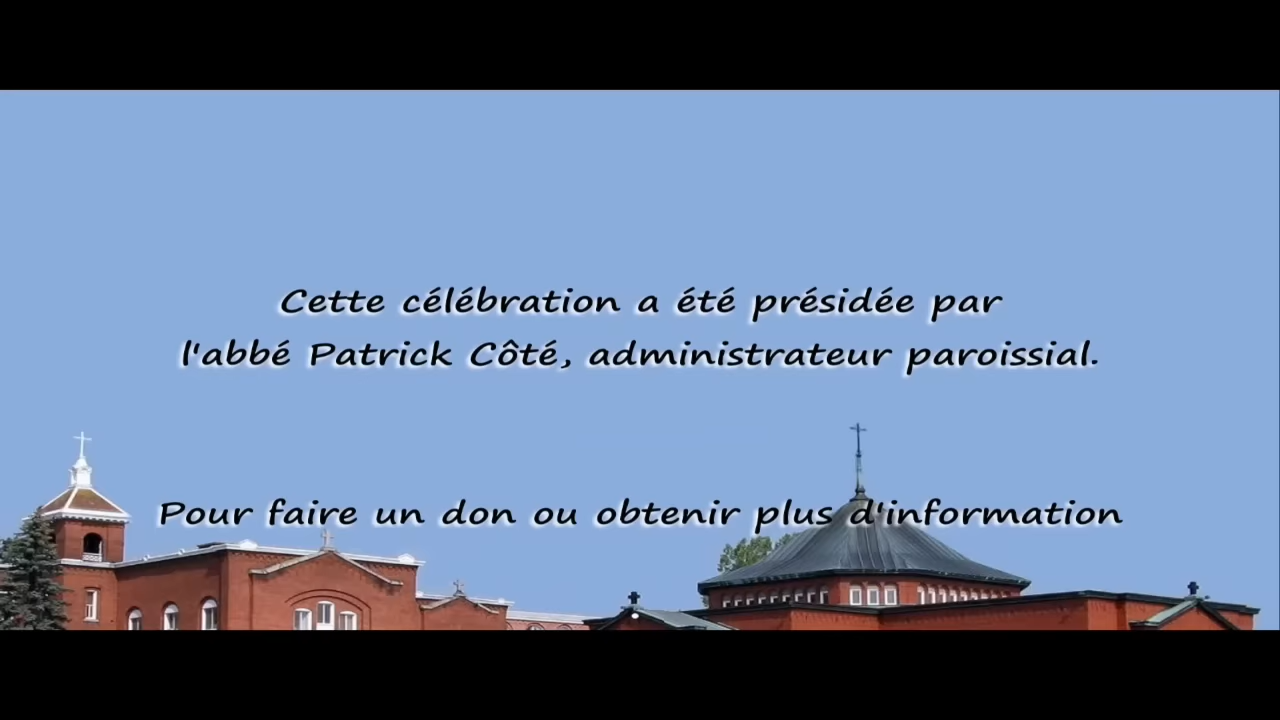 Cette célébration a été présidée par
l'abbé Patrick Côté, administrateur paroissial.
Pour faire un don ou obtenir plus d'information